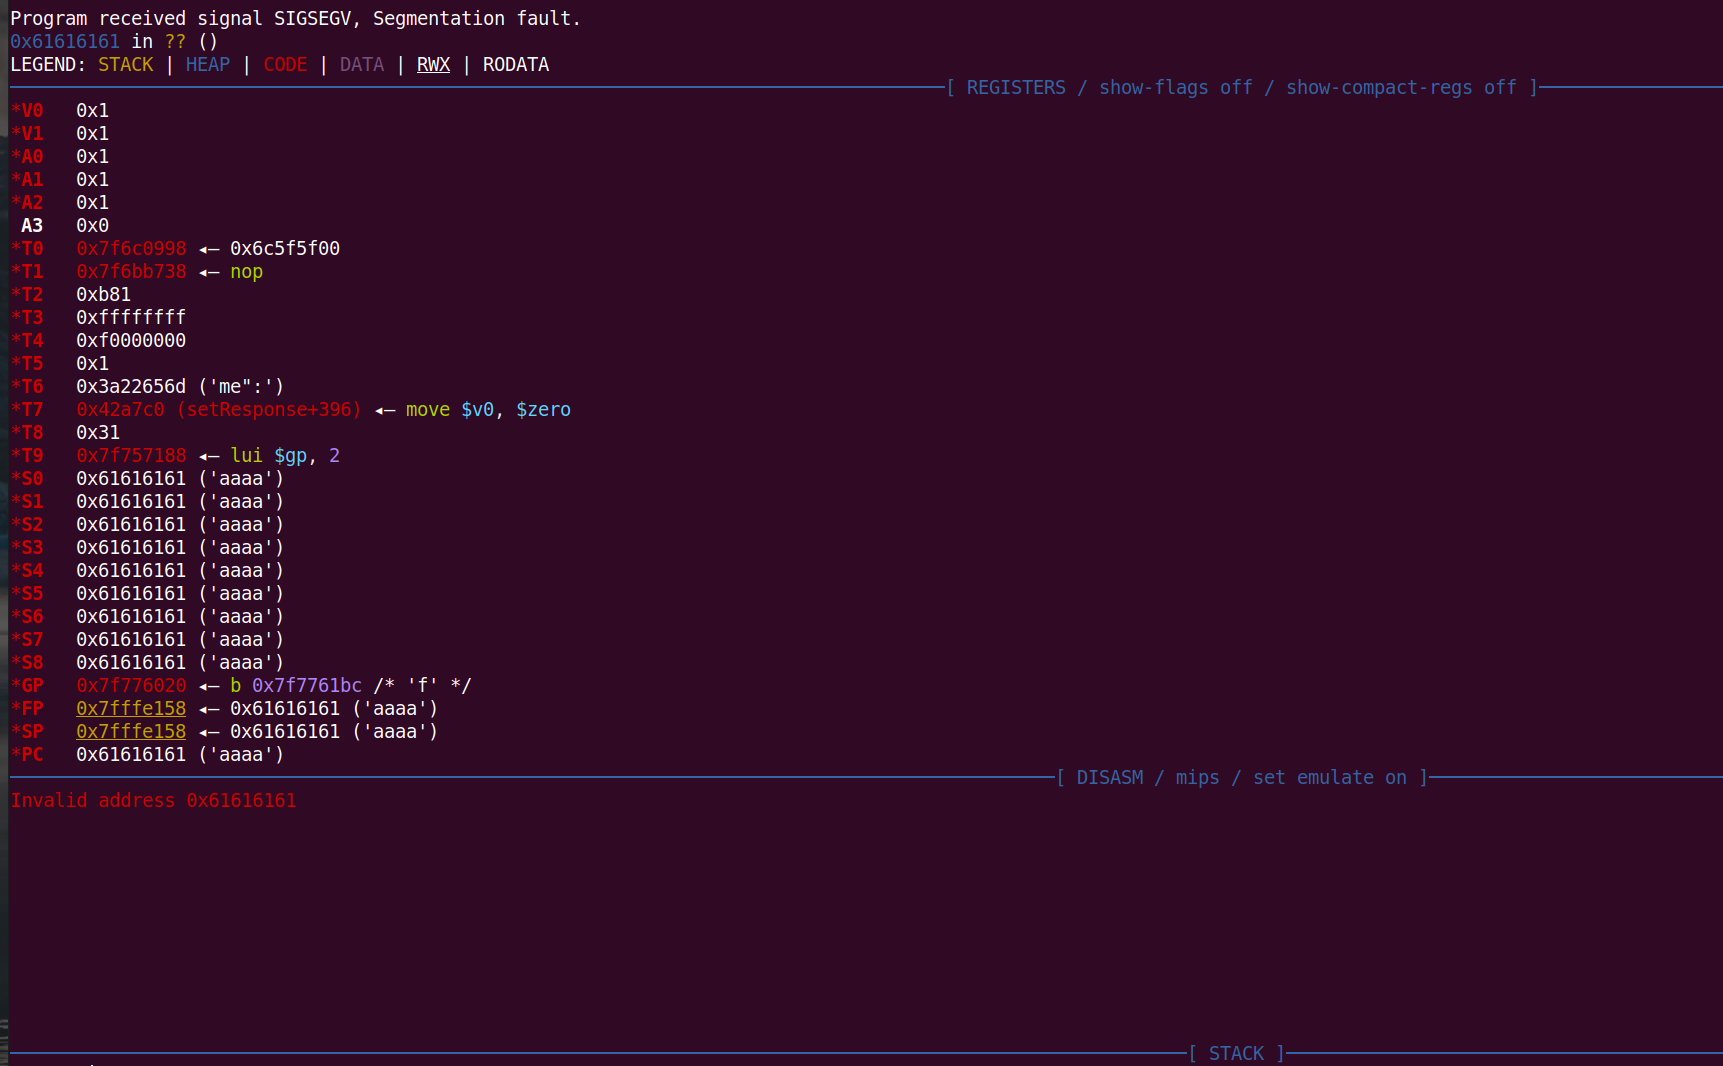 Program received signal SIGSEGV, Segmentation fault.
0x61616161 in ?? ()
LEGEND: STACK | HEAP | CODE | DATA | RWX | RODATA
[ REGISTERS / show-flags off / show-compact-regs off ]
*V0 0x1
*V1 0x1
*A0 0x1
*A1 0x1
*A2 0x1
A3 0x0
*T0 0x7f6c0998 ◂— 0x6c5f5f00
*T1 0x7f6bb738 ◂— nop
*T2 0xb81
*T3 0xffffffff
*T4 0xf0000000
*T5 0x1
*T6 0x3a22656d ('me":')
*T7 0x42a7c0 (setResponse+396) ◂— move $v0, $zero
*T8 0x31
*T9 0x7f757188 ◂— lui $gp, 2
*S0 0x61616161 ('aaaa')
*S1 0x61616161 ('aaaa')
*S2 0x61616161 ('aaaa')
*S3 0x61616161 ('aaaa')
*S4 0x61616161 ('aaaa')
*S5 0x61616161 ('aaaa')
*S6 0x61616161 ('aaaa')
*S7 0x61616161 ('aaaa')
*S8 0x61616161 ('aaaa')
*GP 0x7f776020 ◂— b 0x7f7761bc /* 'f' */
*FP 0x7fffe158 ◂— 0x61616161 ('aaaa')
*SP 0x7fffe158 ◂— 0x61616161 ('aaaa')
*PC 0x61616161 ('aaaa')
[ DISASM / mips / set emulate on ]
Invalid address 0x61616161
[ STACK ]